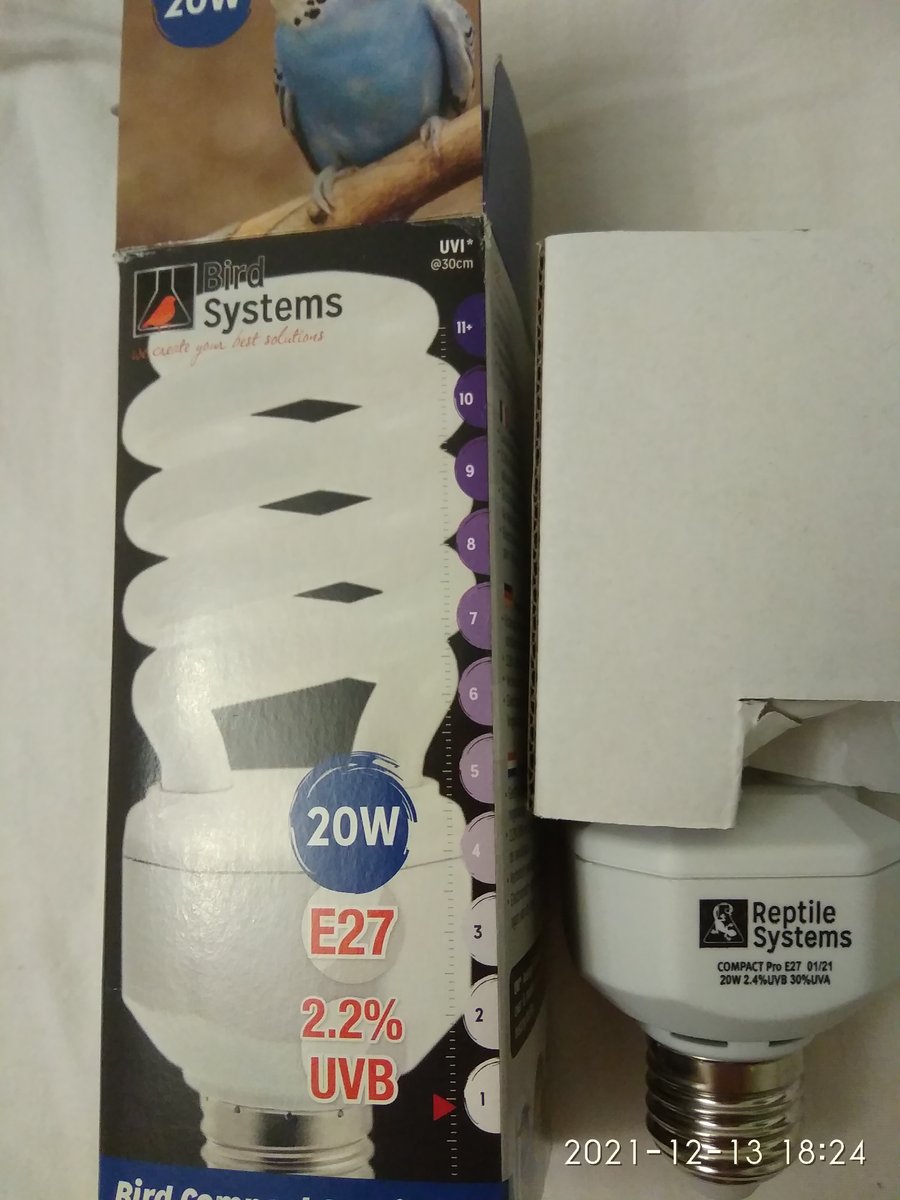 20W
UVI*
@30cm
Bird
Systems
we create your best solutions
11+
10
9
8
7
6
5
4
3
2
1
20W
E27
2.2%
UVB
Reptile
Systems
COMPACT Pro E27 01/21
20W 2.4%UVB 30%UVA
2021-12-13 18:24